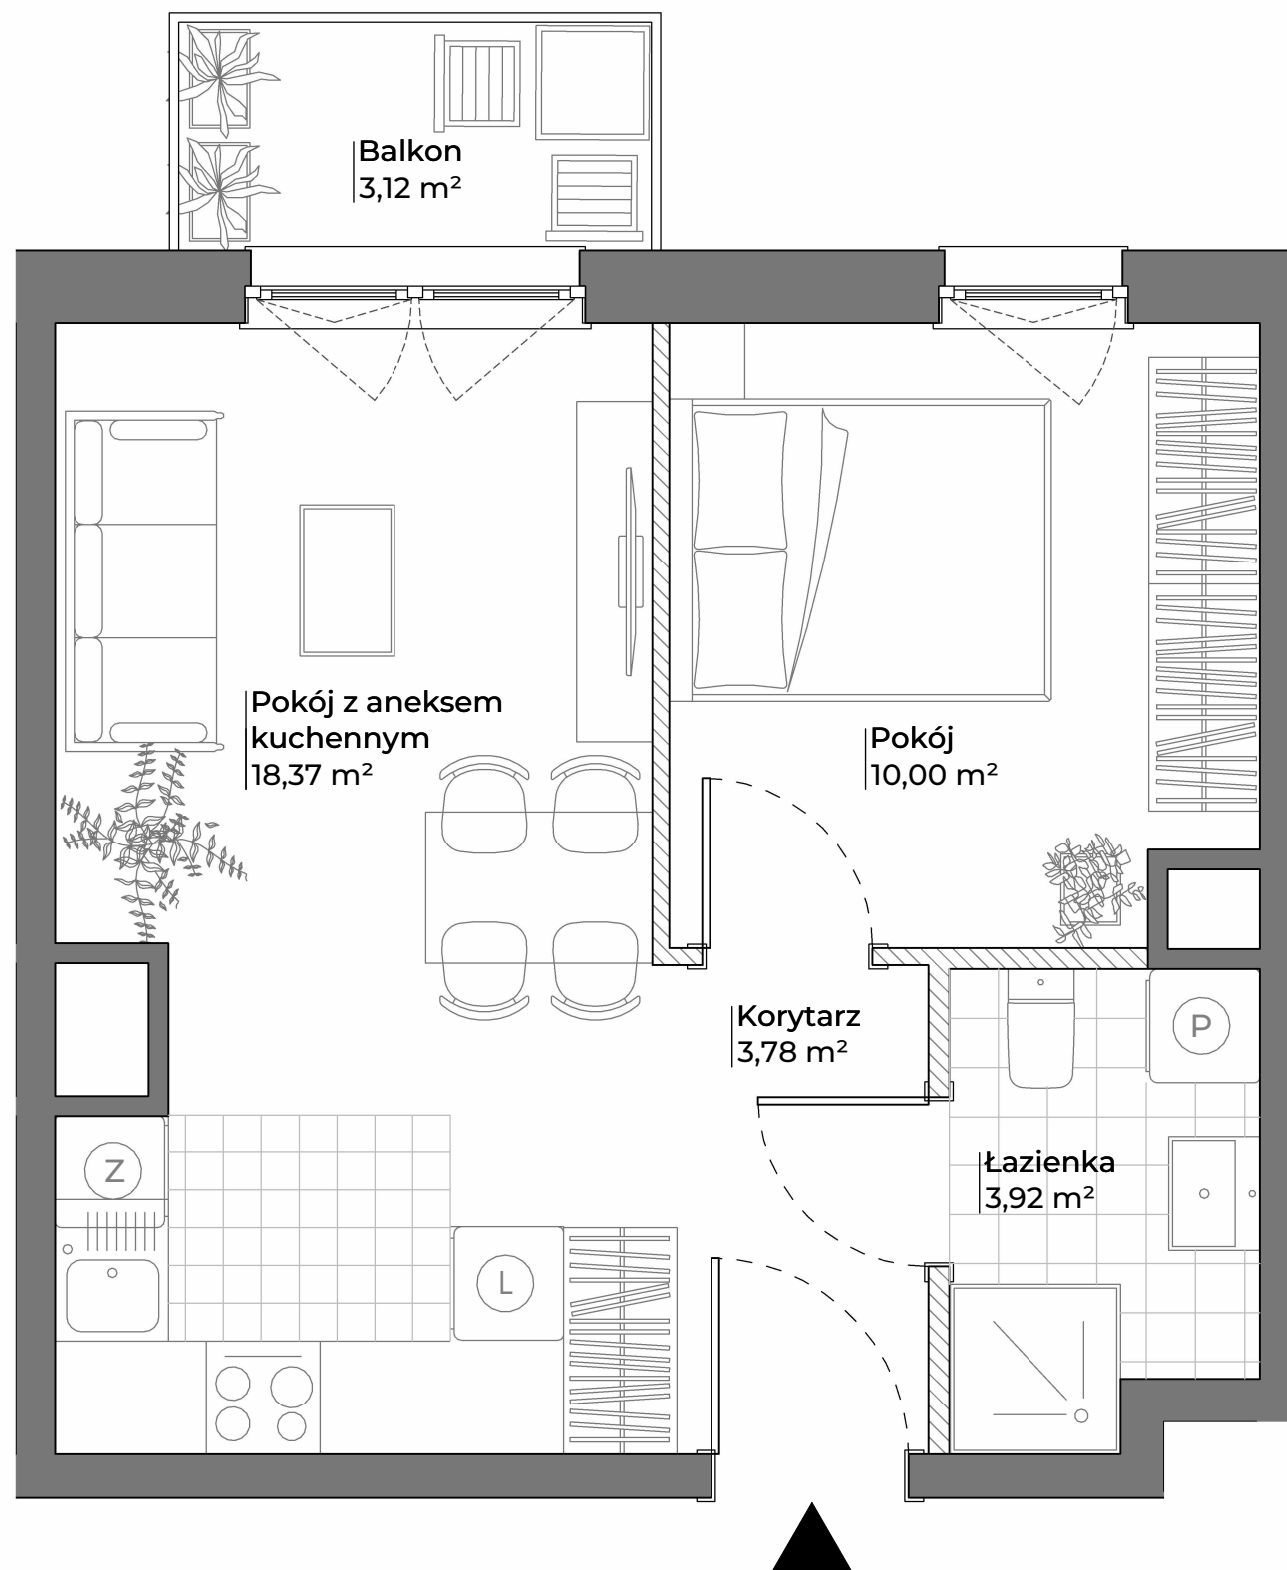 Balkon
3,12 m²
Pokój z aneksem
kuchennym
18,37 m²
Pokój
10,00 m²
Korytarz
3,78 m²
P
Łazienka
3,92 m²
Z
L